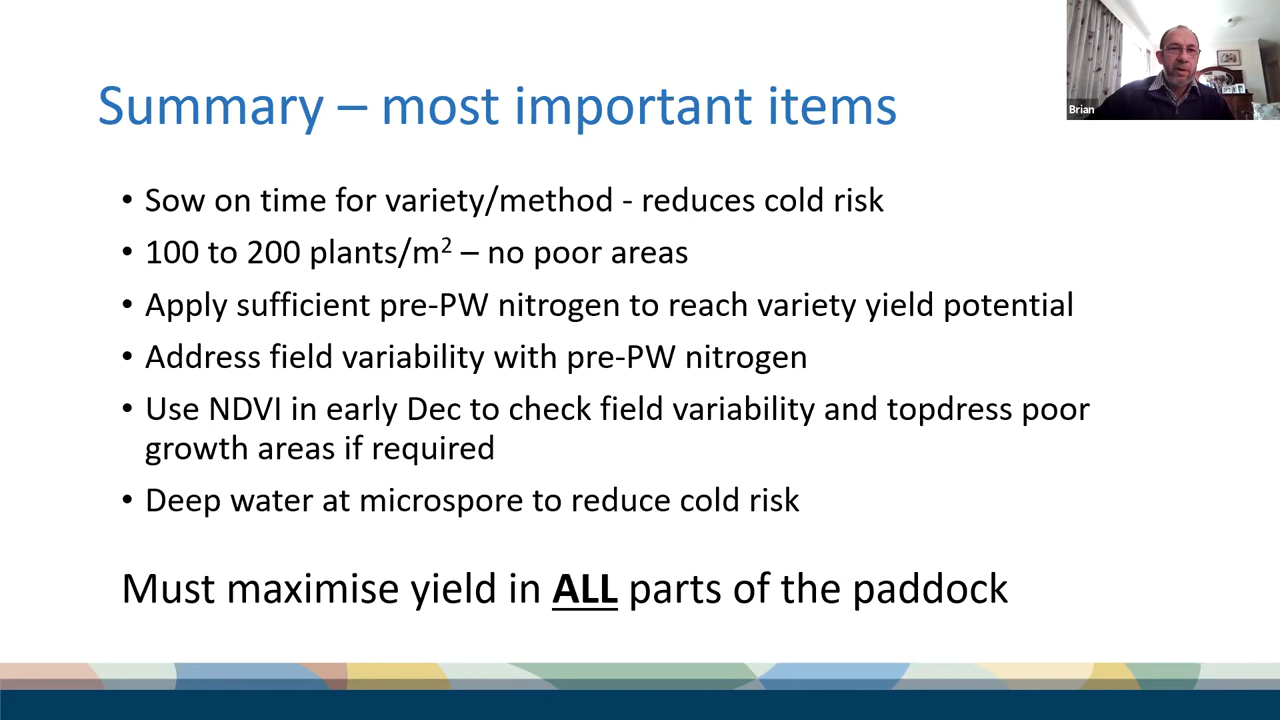 Summary – most important items
Brian
• Sow on time for variety/method - reduces cold risk
• 100 to 200 plants/m² – no poor areas
• Apply sufficient pre-PW nitrogen to reach variety yield potential
• Address field variability with pre-PW nitrogen
• Use NDVI in early Dec to check field variability and topdress poor
growth areas if required
• Deep water at microspore to reduce cold risk
Must maximise yield in ALL parts of the paddock